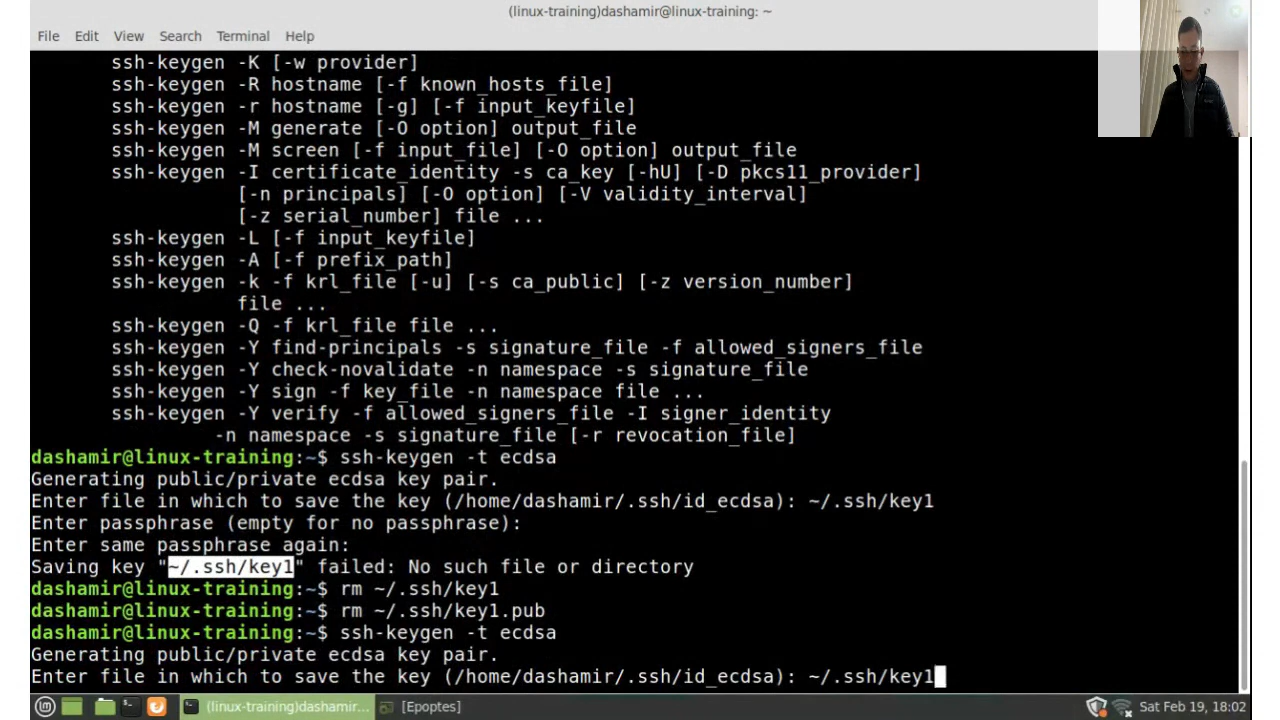 (linux-training)dashamir@linux-training: ~
File Edit View Search Terminal Help
ssh-keygen -K [-w provider]
ssh-keygen -R hostname [-f known_hosts_file]
ssh-keygen -r hostname [-g] [-f input_keyfile]
ssh-keygen -M generate [-O option] output_file
ssh-keygen -M screen [-f input_file] [-O option] output_file
ssh-keygen -I certificate_identity -s ca_key [-hU] [-D pkcs11_provider]
[-n principals] [-O option] [-V validity_interval]
[-z serial_number] file ...
ssh-keygen -L [-f input_keyfile]
ssh-keygen -A [-f prefix_path]
ssh-keygen -k -f krl_file [-u] [-s ca_public] [-z version_number]
file ...
ssh-keygen -Q -f krl_file file ...
ssh-keygen -Y find-principals -s signature_file -f allowed_signers_file
ssh-keygen -Y check-novalidate -n namespace -s signature_file
ssh-keygen -Y sign -f key_file -n namespace file ...
ssh-keygen -Y verify -f allowed_signers_file -I signer_identity
-n namespace -s signature_file [-r revocation_file]
dashamir@linux-training:~$ ssh-keygen -t ecdsa
Generating public/private ecdsa key pair.
Enter file in which to save the key (/home/dashamir/.ssh/id_ecdsa): ~/.ssh/key1
Enter passphrase (empty for no passphrase):
Enter same passphrase again:
Saving key "~/.ssh/key1" failed: No such file or directory
dashamir@linux-training:~$ rm ~/.ssh/key1
dashamir@linux-training:~$ rm ~/.ssh/key1.pub
dashamir@linux-training:~$ ssh-keygen -t ecdsa
Generating public/private ecdsa key pair.
Enter file in which to save the key (/home/dashamir/.ssh/id_ecdsa): ~/.ssh/key1
(linux-training)dashamir... [Epoptes] Sat Feb 19, 18:02